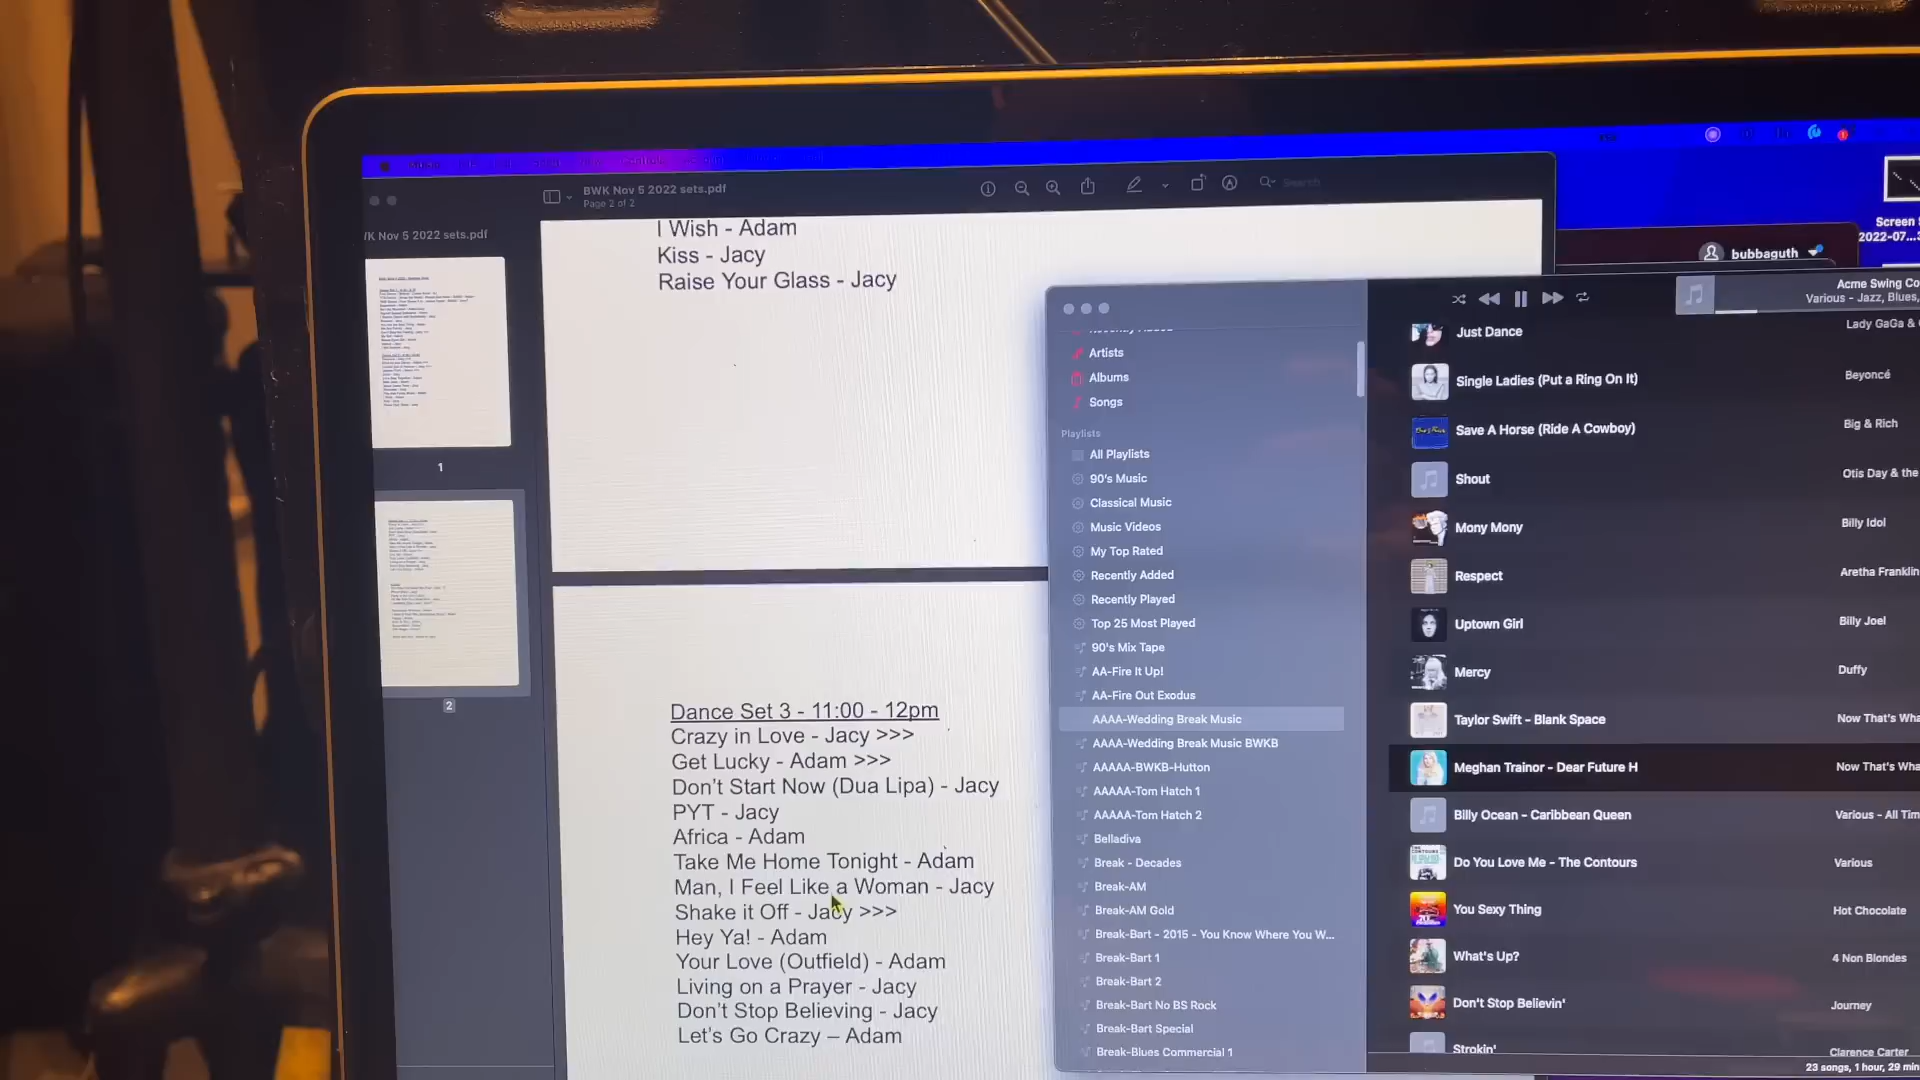 BWK Nov 5 2022 sets.pdf
Page 2 of 2
Search
/K Nov 5 2022 sets.pdf
1
2
I Wish - Adam
Kiss - Jacy
Raise Your Glass - Jacy
Dance Set 3 - 11:00 - 12pm
Crazy in Love - Jacy >>>
Get Lucky - Adam >>>
Don't Start Now (Dua Lipa) - Jacy
PYT - Jacy
Africa - Adam
Take Me Home Tonight - Adam
Man, I Feel Like a Woman - Jacy
Shake it Off - Jacy >>>
Hey Ya! - Adam
Your Love (Outfield) - Adam
Living on a Prayer - Jacy
Don't Stop Believing - Jacy
Let's Go Crazy – Adam
Screen
2022-07...
bubbaguth
Recently Added
Artists
Albums
Songs
Playlists
All Playlists
90's Music
Classical Music
Music Videos
My Top Rated
Recently Added
Recently Played
Top 25 Most Played
90's Mix Tape
AA-Fire It Up!
AA-Fire Out Exodus
AAAA-Wedding Break Music
AAAA-Wedding Break Music BWKB
AAAAA-BWKB-Hutton
AAAAA-Tom Hatch 1
AAAAA-Tom Hatch 2
Belladiva
Break - Decades
Break-AM
Break-AM Gold
Break-Bart - 2015 - You Know Where You W...
Break-Bart 1
Break-Bart 2
Break-Bart No BS Rock
Break-Bart Special
Break-Blues Commercial 1
Acme Swing Co
Various - Jazz, Blues,
Just Dance Lady GaGa &
Single Ladies (Put a Ring On It) Beyoncé
Save A Horse (Ride A Cowboy) Big & Rich
Shout Otis Day & the
Mony Mony Billy Idol
Respect Aretha Franklin
Uptown Girl Billy Joel
Mercy Duffy
Taylor Swift - Blank Space Now That's Wha
Meghan Trainor - Dear Future H Now That's Wha
Billy Ocean - Caribbean Queen Various - All Tim
Do You Love Me - The Contours Various
You Sexy Thing Hot Chocolate
What's Up? 4 Non Blondes
Don't Stop Believin' Journey
Strokin' Clarence Carter
23 songs, 1 hour, 29 min